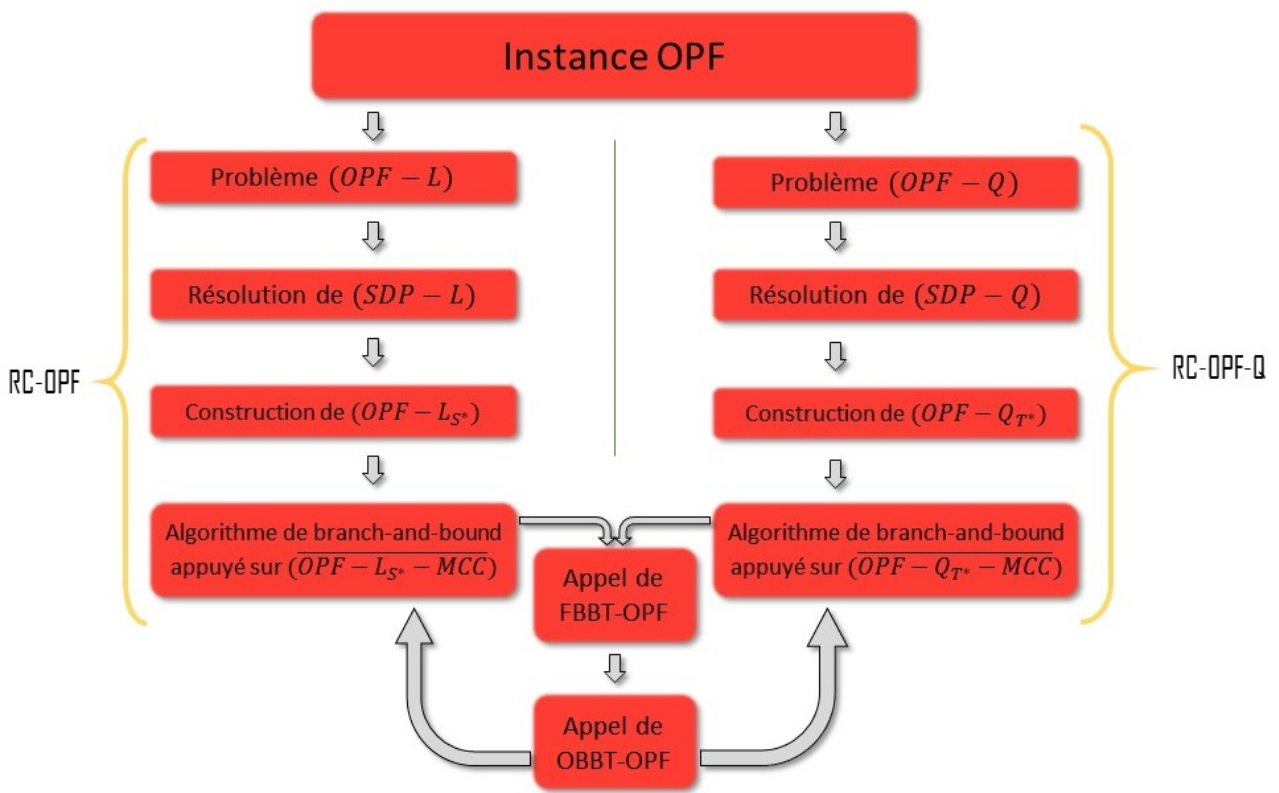 Instance OPF
Problème (OPF − L)
Résolution de (SDP − L)
Construction de (OPF − L_{S*})
Algorithme de branch-and-bound
appuyé sur (\overline{OPF − L_{S*} − MCC})
RC-OPF
Problème (OPF − Q)
Résolution de (SDP − Q)
Construction de (OPF − Q_{T*})
Algorithme de branch-and-bound
appuyé sur (\overline{OPF − Q_{T*} − MCC})
RC-OPF-Q
Appel de
FBBT-OPF
Appel de
OBBT-OPF